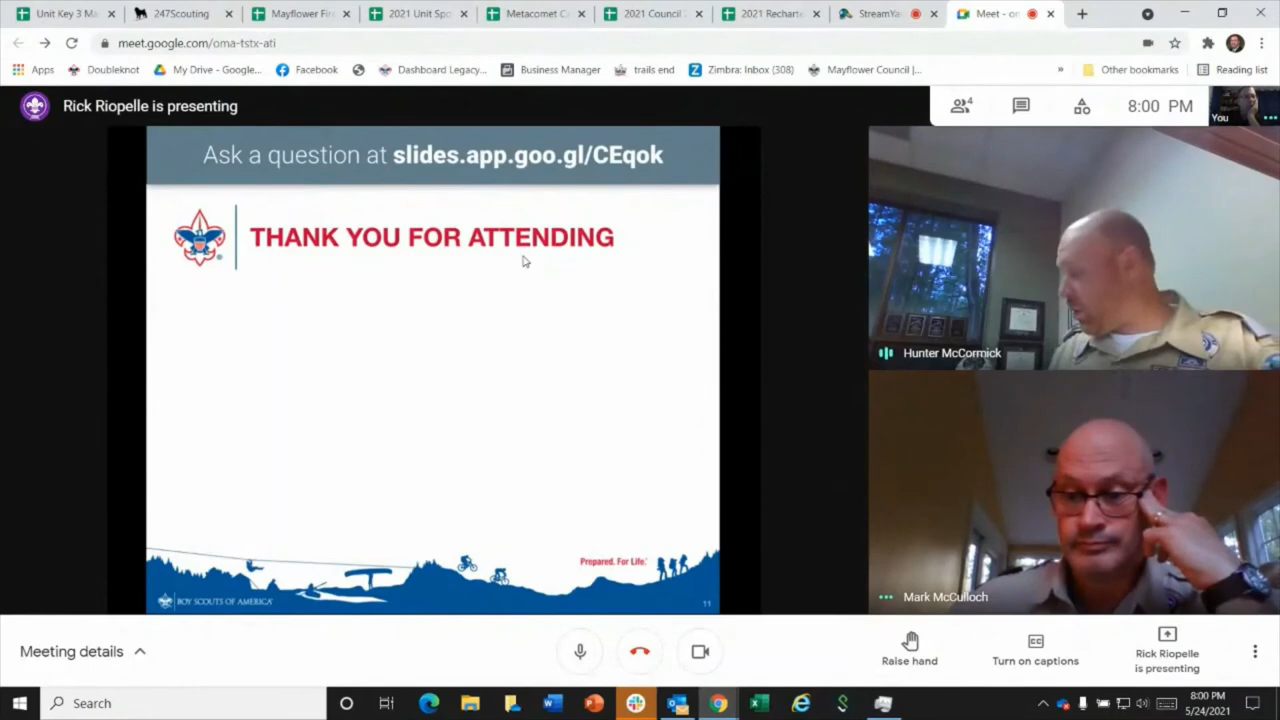 Unit Key 3 M
247Scouting
Mayflower Fir
2021 Unit Spo
Metacomet C
2021 Council
2021 Recharte
StreamYa
Meet - on
meet.google.com/oma-tstx-ati
Apps
Doubleknot
My Drive - Google...
Facebook
Dashboard Legacy...
Business Manager
trails end
Zimbra: Inbox (308)
Mayflower Council |...
»
Other bookmarks
Reading list
Rick Riopelle is presenting
4
8:00 PM
You
Ask a question at slides.app.goo.gl/CEqok
THANK YOU FOR ATTENDING
Hunter McCormick
Prepared. For Life.
BOY SCOUTS OF AMERICA
11
Mark McCulloch
Meeting details
Raise hand
Turn on captions
Rick Riopelle
is presenting
Search
8:00 PM
5/24/2021